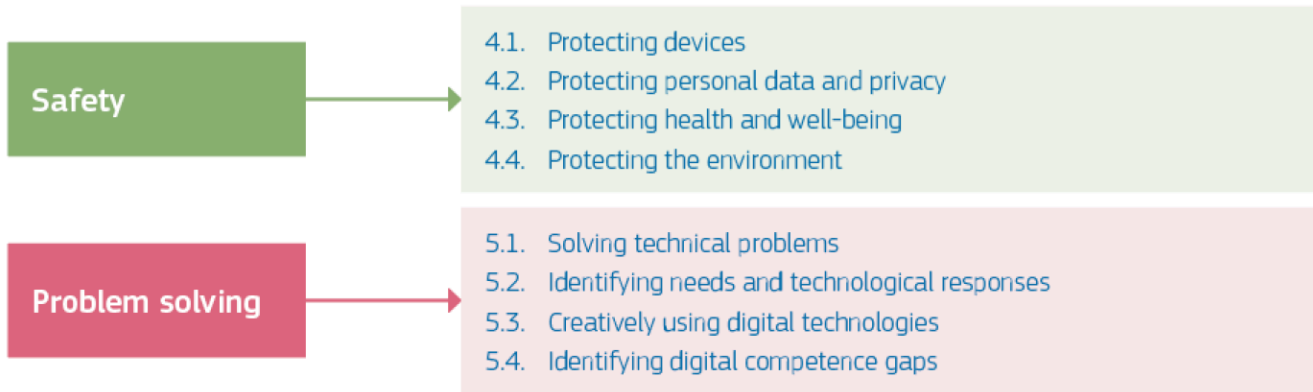 Safety
4.1. Protecting devices
4.2. Protecting personal data and privacy
4.3. Protecting health and well-being
4.4. Protecting the environment
Problem solving
5.1. Solving technical problems
5.2. Identifying needs and technological responses
5.3. Creatively using digital technologies
5.4. Identifying digital competence gaps